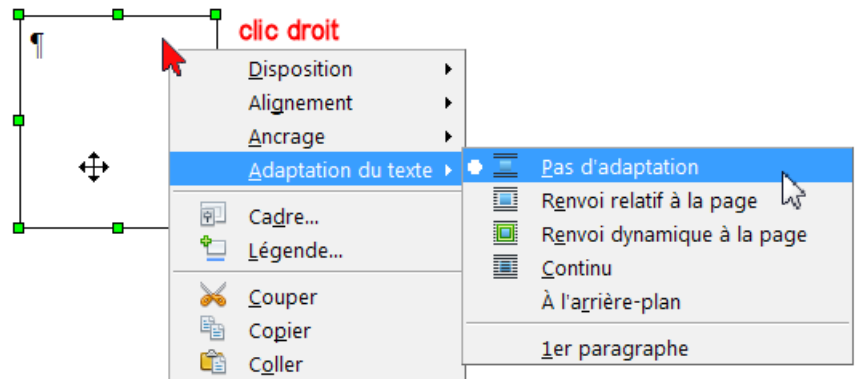 clic droit
¶
Disposition
Alignement
Ancrage
Adaptation du texte
Cadre...
Légende...
Couper
Copier
Coller
Pas d'adaptation
Renvoi relatif à la page
Renvoi dynamique à la page
Continu
À l'arrière-plan
1er paragraphe